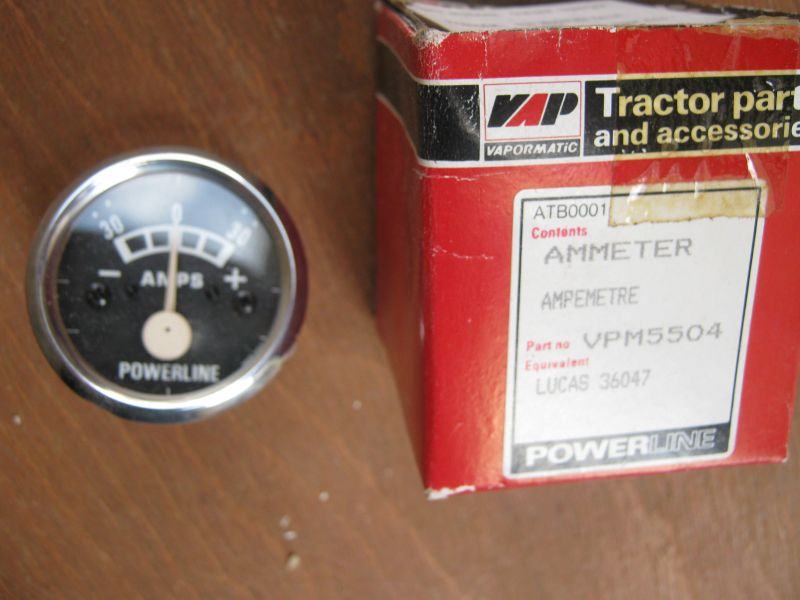 30 0 30
- AMPS +
POWERLINE
VAP
VAPORMATIC
Tractor part
and accessorie
ATB0001
Contents
AMMETER
AMPEMETRE
Part no VPM5504
Equivalent
LUCAS 36047
POWERLINE